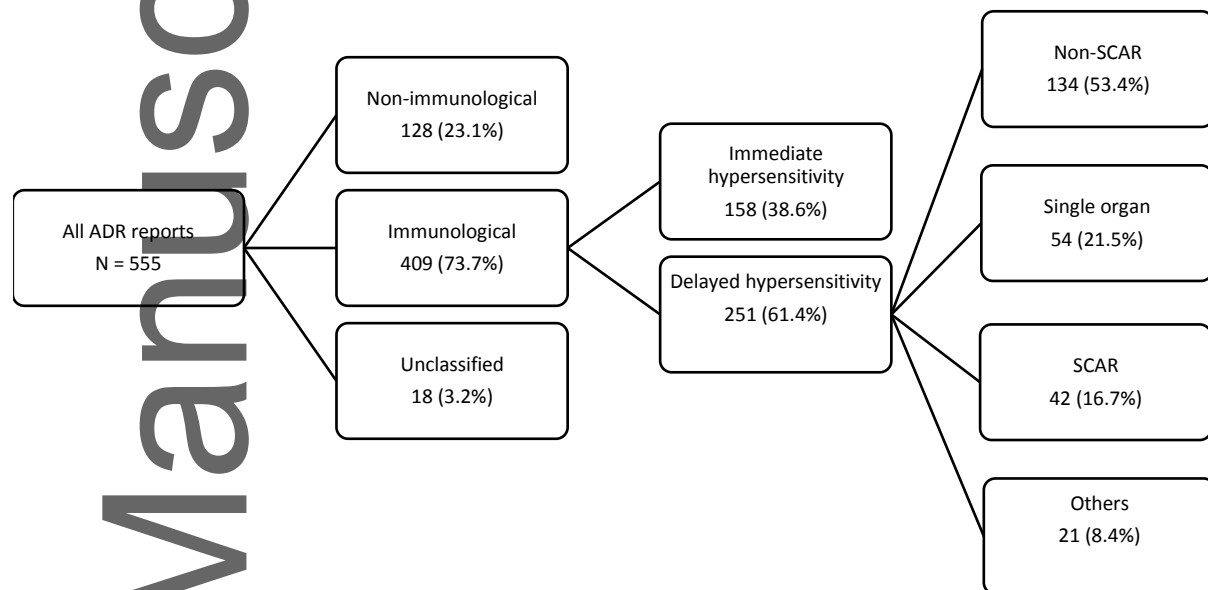 Manusc
All ADR reports
N = 555
Non-immunological
128 (23.1%)
Immunological
409 (73.7%)
Unclassified
18 (3.2%)
Immediate
hypersensitivity
158 (38.6%)
Delayed hypersensitivity
251 (61.4%)
Non-SCAR
134 (53.4%)
Single organ
54 (21.5%)
SCAR
42 (16.7%)
Others
21 (8.4%)